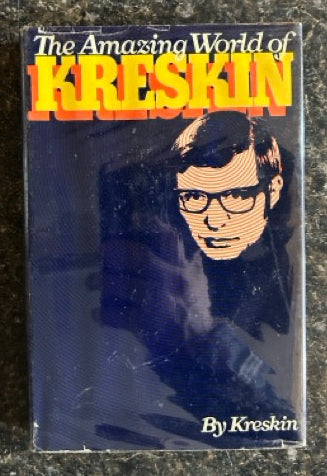 The Amazing World of
KRESKIN
By Kreskin